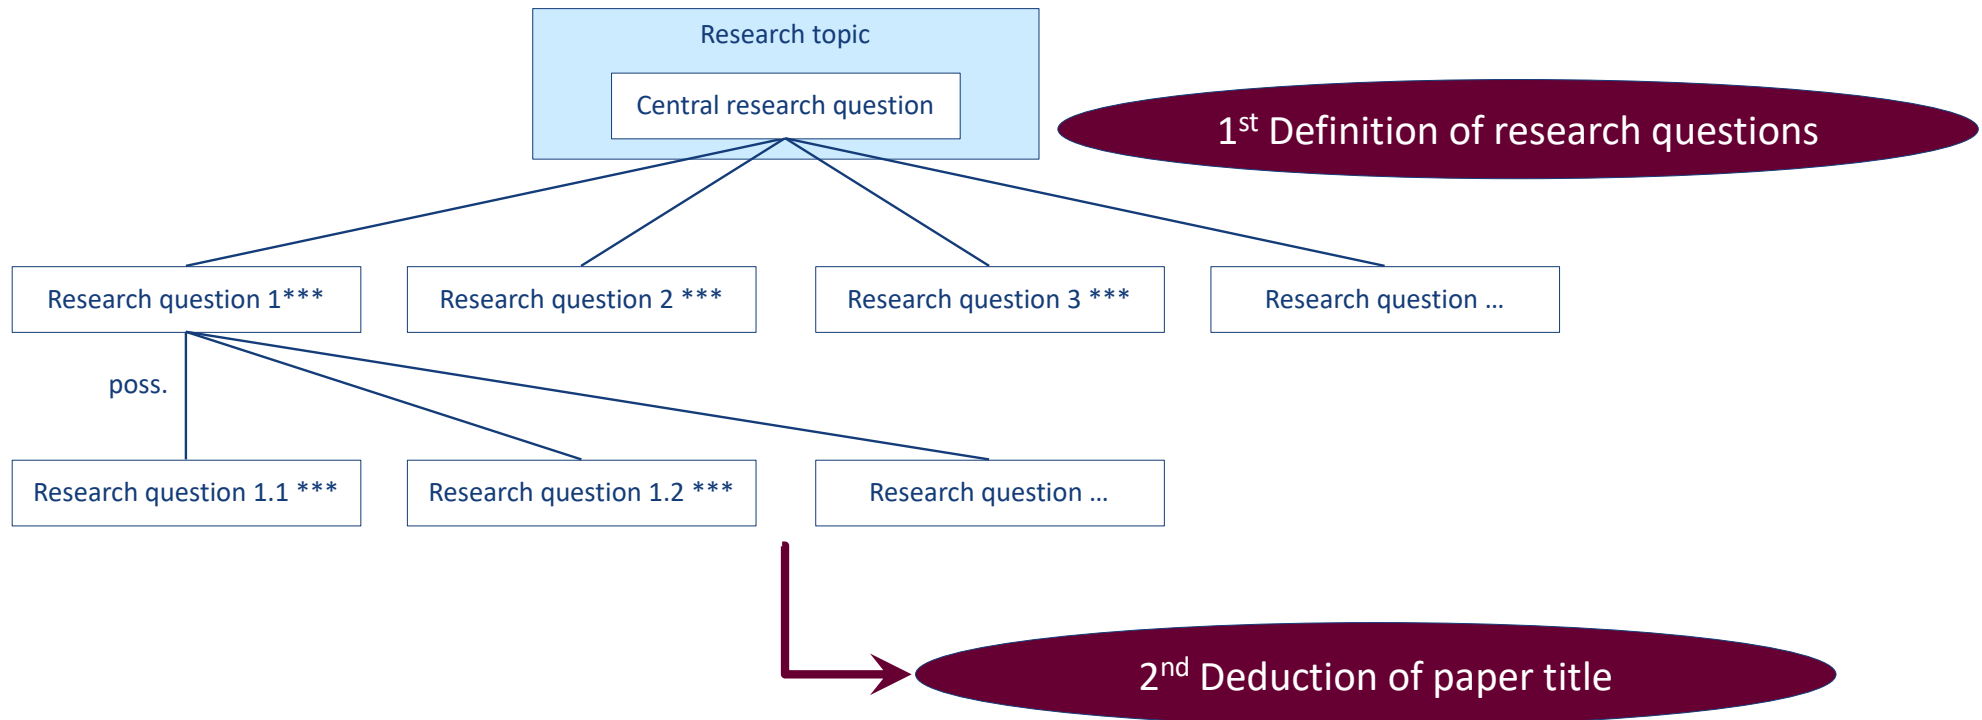 Research topic
Central research question
1st Definition of research questions
Research question 1***
Research question 2 ***
Research question 3 ***
Research question …
poss.
Research question 1.1 ***
Research question 1.2 ***
Research question …
2nd Deduction of paper title